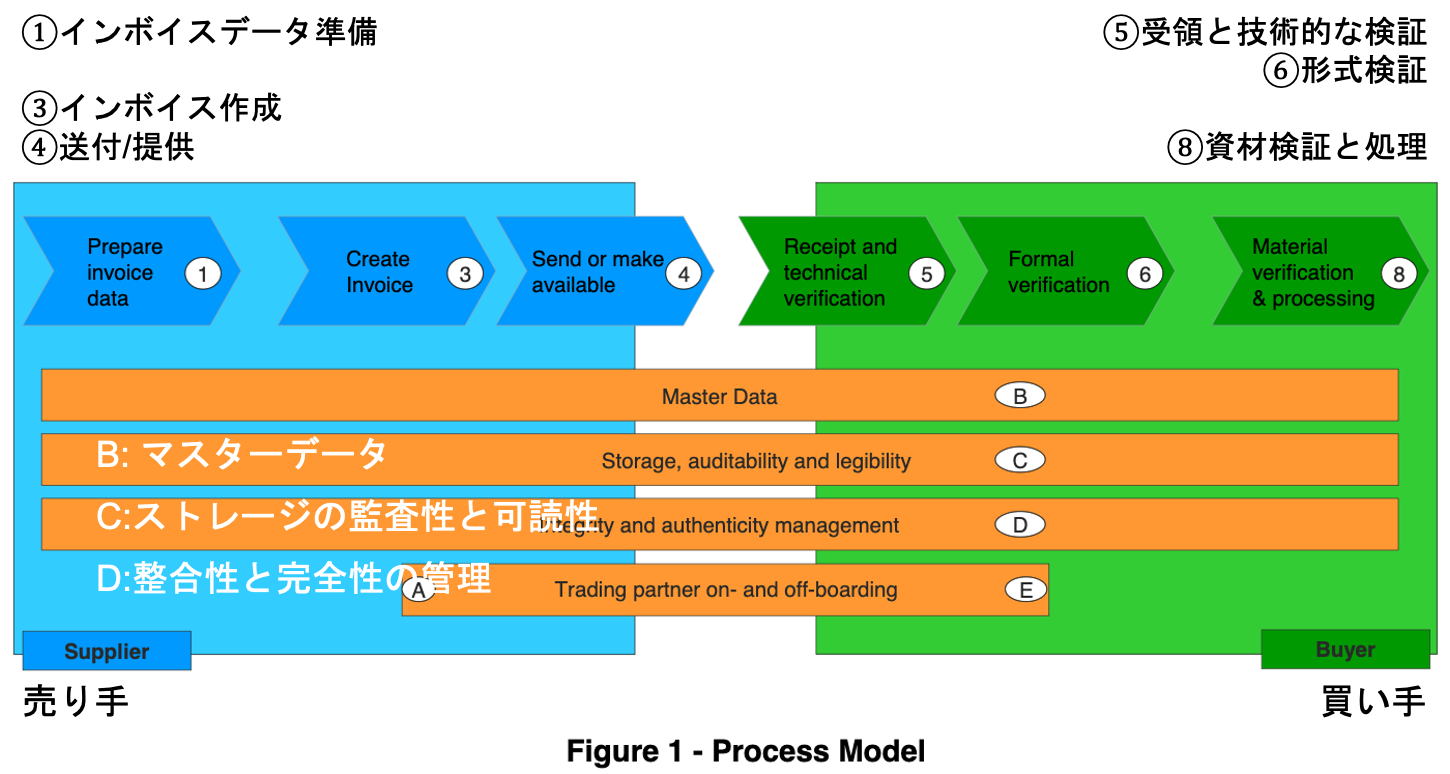 ①インボイスデータ準備
③インボイス作成
④送付/提供
⑤受領と技術的な検証
⑥形式検証
⑧資材検証と処理
Prepare
invoice
data
1
Create
Invoice
3
Send or make
available
4
Receipt and
technical
verification
5
Formal
verification
6
Material
verification
& processing
8
Master Data
B
B: マスターデータ
Storage, auditability and legibility
C
C:ストレージの監査性と可読性
Integrity and authenticity management
D
D:整合性と完全性の管理
A
Trading partner on- and off-boarding
E
Supplier
Buyer
売り手
買い手
Figure 1 - Process Model